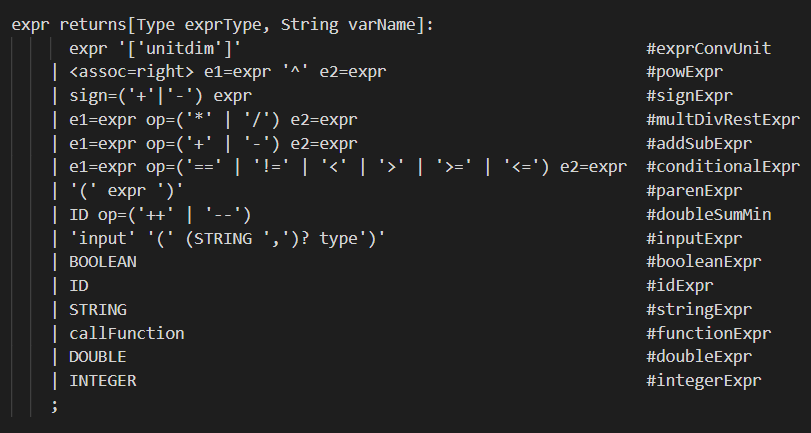 expr returns[Type exprType, String varName]:
expr '['unitdim']' #exprConvUnit
| <assoc=right> e1=expr '^' e2=expr #powExpr
| sign=('+'|'-') expr #signExpr
| e1=expr op=('*' | '/') e2=expr #multDivRestExpr
| e1=expr op=('+' | '-') e2=expr #addSubExpr
| e1=expr op=('==' | '!=' | '<' | '>' | '>=' | '<=') e2=expr #conditionalExpr
| '(' expr ')' #parenExpr
| ID op=('++' | '--') #doubleSumMin
| 'input' '(' (STRING ',')? type')' #inputExpr
| BOOLEAN #booleanExpr
| ID #idExpr
| STRING #stringExpr
| callFunction #functionExpr
| DOUBLE #doubleExpr
| INTEGER #integerExpr
;